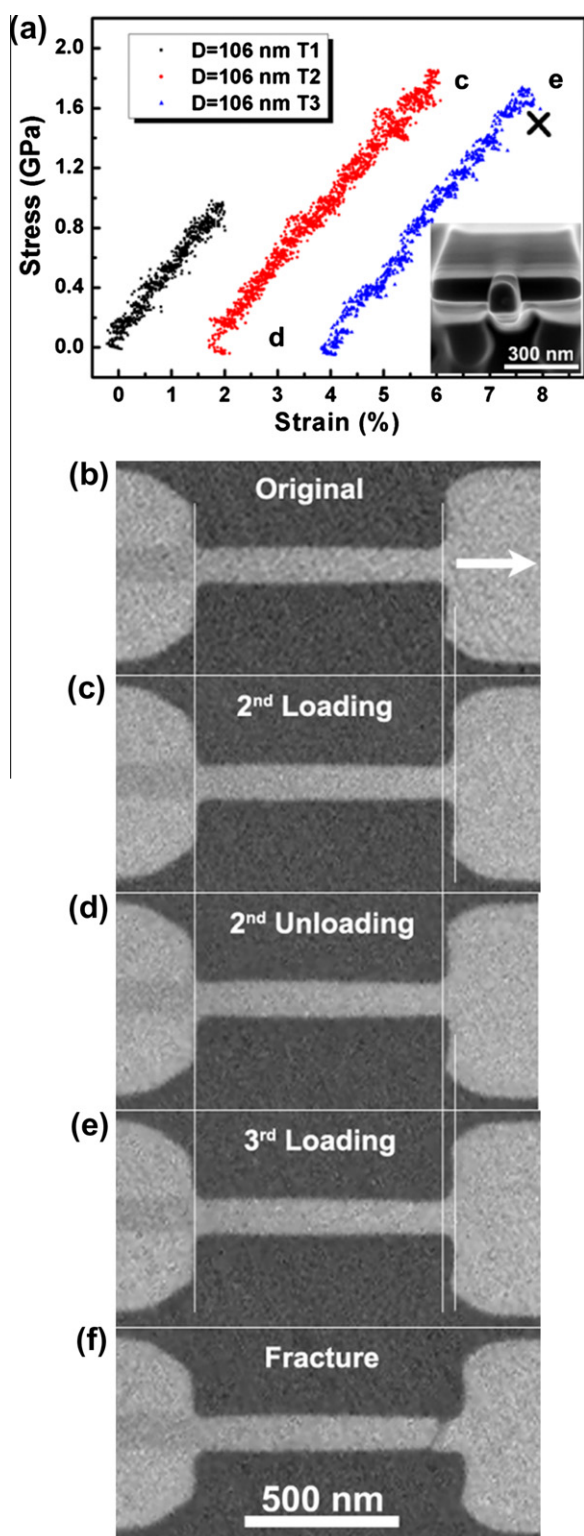 (a)
2.0
1.6
1.2
0.8
0.4
0.0
Stress (GPa)
D=106 nm T1
D=106 nm T2
D=106 nm T3
c
e
d
300 nm
0 1 2 3 4 5 6 7 8
Strain (%)
(b)
Original
(c)
2nd Loading
(d)
2nd Unloading
(e)
3rd Loading
(f)
Fracture
500 nm